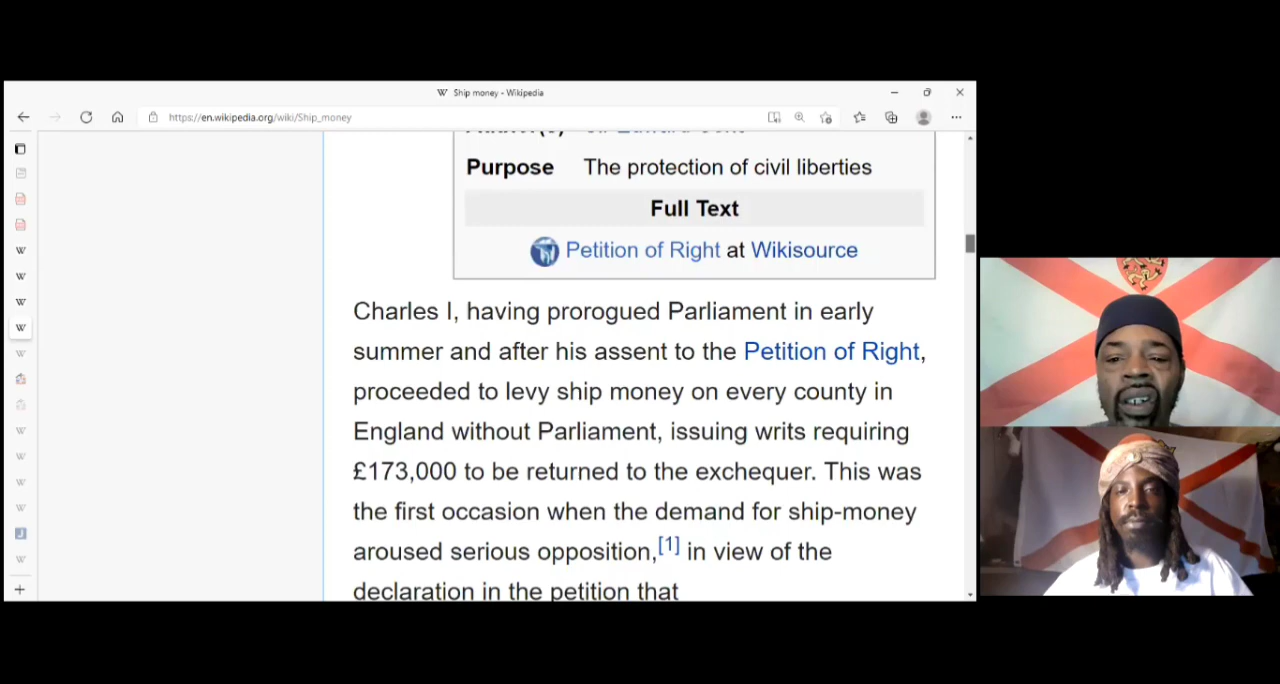 Ship money - Wikipedia
https://en.wikipedia.org/wiki/Ship_money
Purpose The protection of civil liberties
Full Text
Petition of Right at Wikisource
Charles I, having prorogued Parliament in early
summer and after his assent to the Petition of Right,
proceeded to levy ship money on every county in
England without Parliament, issuing writs requiring
£173,000 to be returned to the exchequer. This was
the first occasion when the demand for ship-money
aroused serious opposition,[1] in view of the
declaration in the petition that